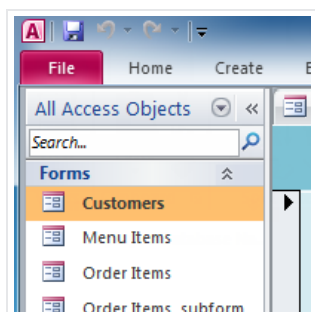 A
File Home Create
All Access Objects
Search...
Forms
Customers
Menu Items
Order Items
Order Items subform